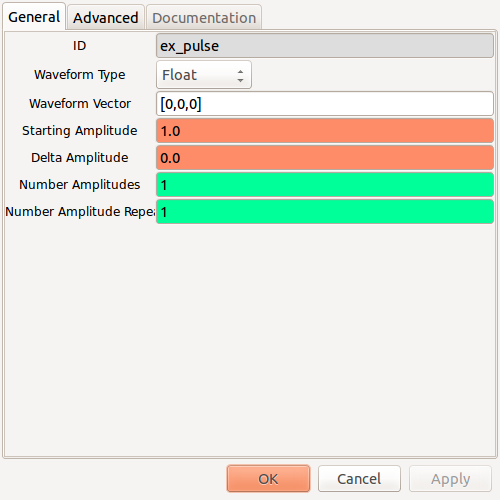 General Advanced Documentation
ID ex_pulse
Waveform Type Float
Waveform Vector [0,0,0]
Starting Amplitude 1.0
Delta Amplitude 0.0
Number Amplitudes 1
Number Amplitude Repea 1
OK Cancel Apply